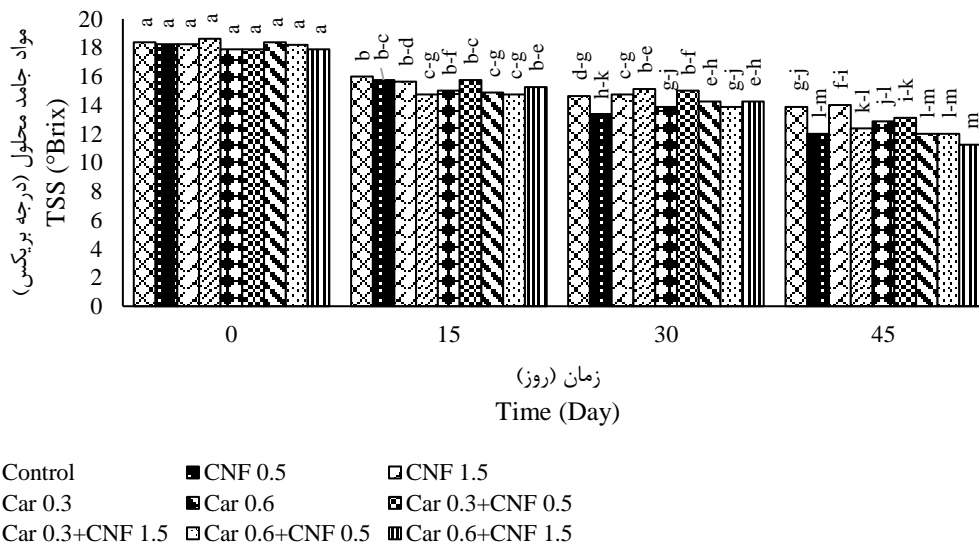 مواد جامد محلول (درجه بریکس)
TSS (°Brix)
20
18
16
14
12
10
8
6
4
2
0
a a a a a a a a a
b b-c b-d c-g b-f b-c c-g c-g b-e
d-g h-k c-g b-e g-j b-f e-h g-j e-h
g-j l-m f-i k-l j-l i-k l-m l-m m
0 15 30 45
زمان (روز)
Time (Day)
Control CNF 0.5 CNF 1.5
Car 0.3 Car 0.6 Car 0.3+CNF 0.5
Car 0.3+CNF 1.5 Car 0.6+CNF 0.5 Car 0.6+CNF 1.5